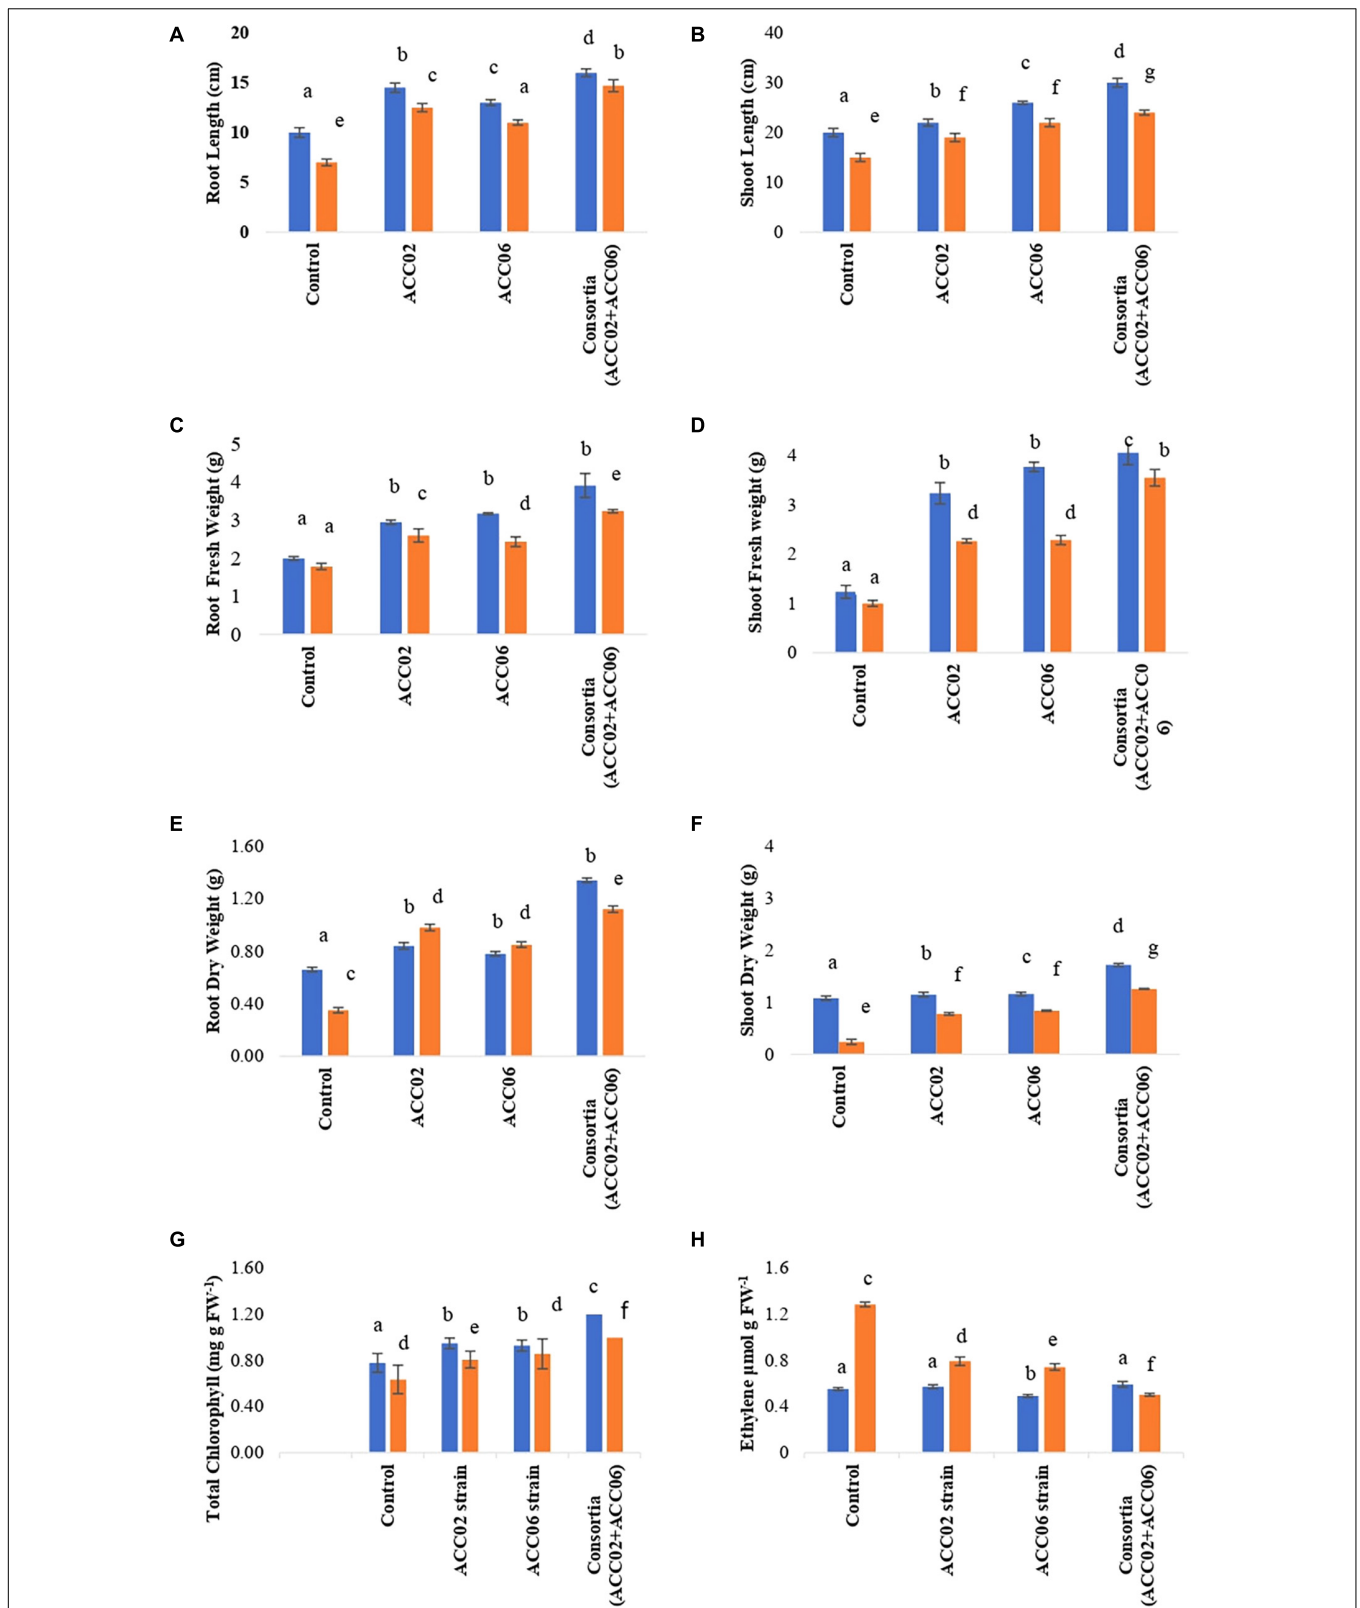 A
Root Length (cm)
20
15
10
5
0
a
e
b
c
c
a
d
b
Control
ACC02
ACC06
Consortia
(ACC02+ACC06)
B
Shoot Length (cm)
40
30
20
10
0
a
e
b
f
c
f
d
g
Control
ACC02
ACC06
Consortia
(ACC02+ACC06)
C
Root Fresh Weight (g)
5
4
3
2
1
0
a
a
b
c
b
d
b
e
Control
ACC02
ACC06
Consortia
(ACC02+ACC06)
D
Shoot Fresh weight (g)
4
3
2
1
0
a
a
b
d
b
d
c
b
Control
ACC02
ACC06
Consortia
(ACC02+ACC0
6)
E
Root Dry Weight (g)
1.60
1.20
0.80
0.40
0.00
a
c
b
d
b
d
b
e
Control
ACC02
ACC06
Consortia
(ACC02+ACC06)
F
Shoot Dry Weight (g)
4
3
2
1
0
a
e
b
f
c
f
d
g
Control
ACC02
ACC06
Consortia
(ACC02+ACC06)
G
Total Chlorophyll (mg g FW⁻¹)
1.60
1.20
0.80
0.40
0.00
a
d
b
e
b
d
c
f
Control
ACC02 strain
ACC06 strain
Consortia
(ACC02+ACC06)
H
Ethylene µmol g FW⁻¹
1.6
1.2
0.8
0.4
0
a
c
a
d
b
e
a
f
Control
ACC02 strain
ACC06 strain
Consortia
(ACC02+ACC06)